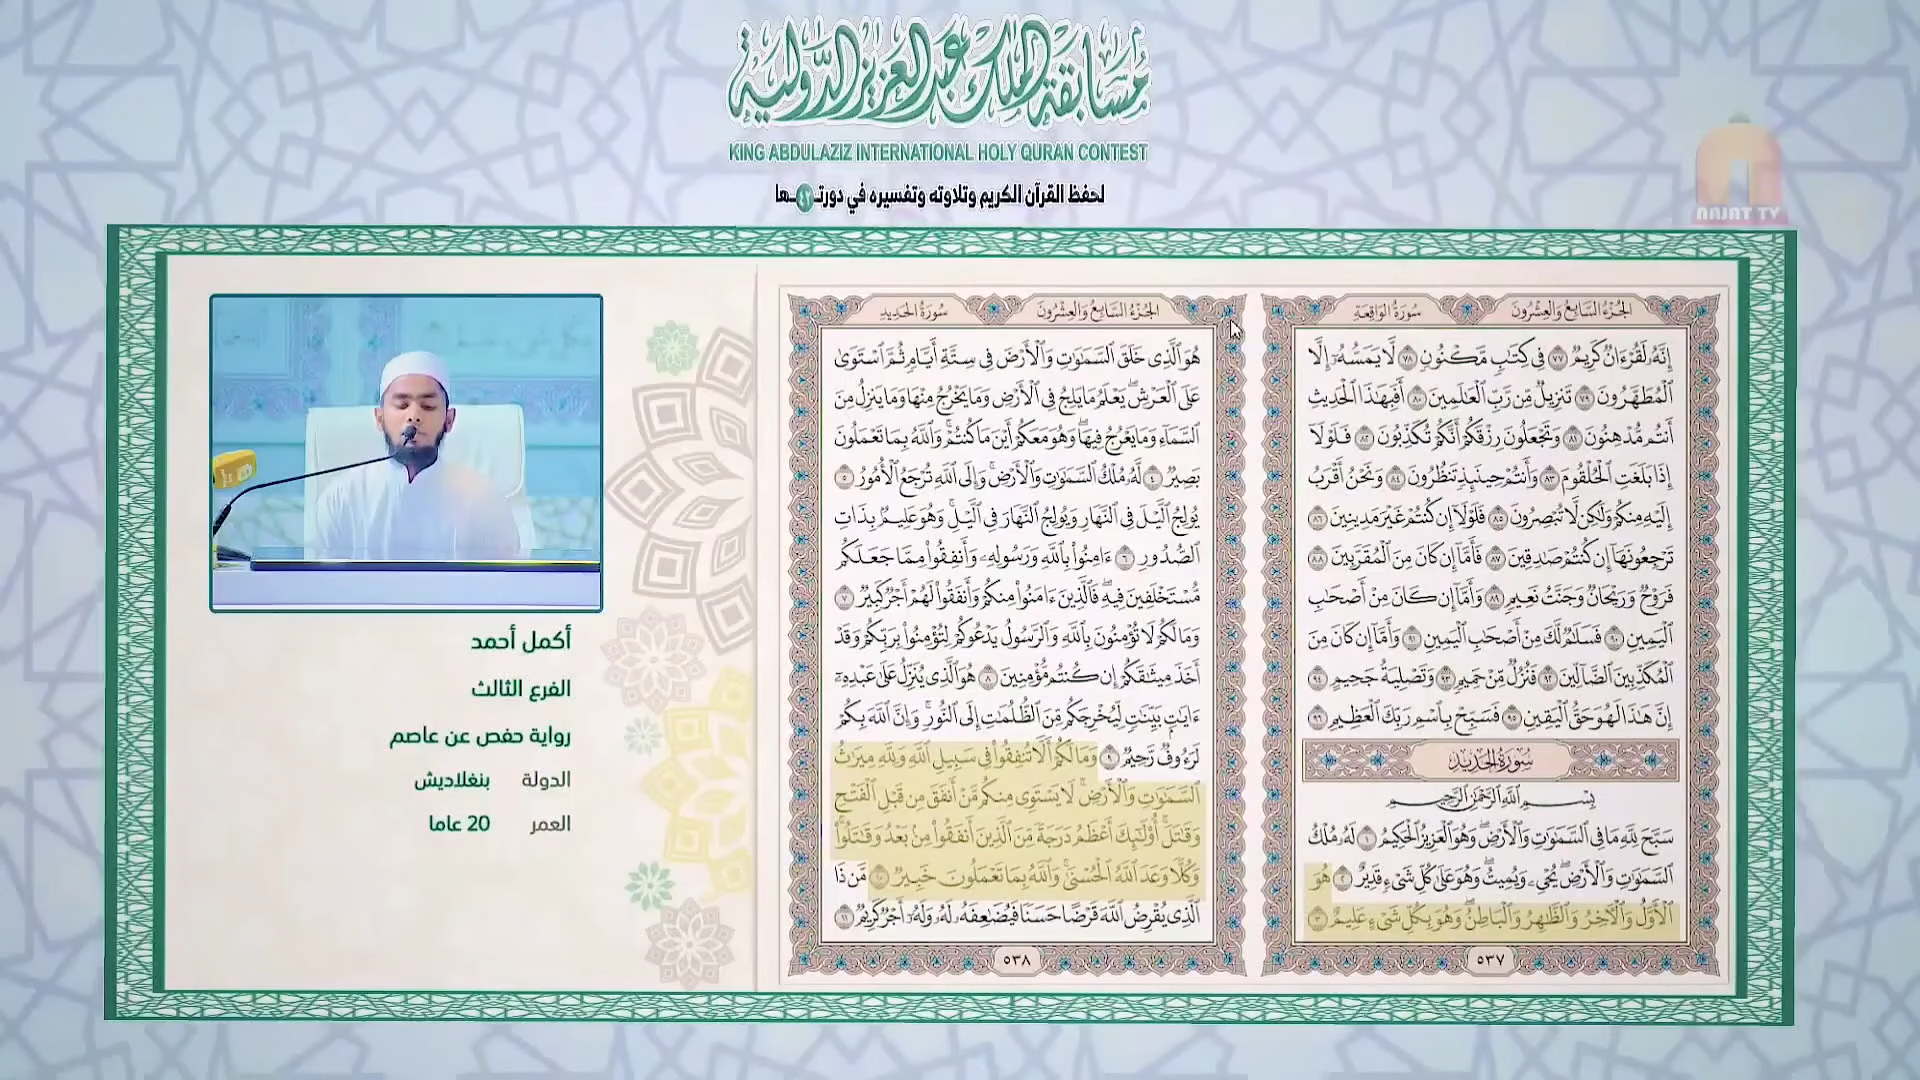 مسابقة الملك عبدالعزيز الدولية
KING ABDULAZIZ INTERNATIONAL HOLY QURAN CONTEST
لحفظ القرآن الكريم وتلاوته وتفسيره في دورتـ٤٢ـها
NAJAT TV
أكمل أحمد
الفرع الثالث
رواية حفص عن عاصم
الدولة بنغلاديش
العمر 20 عاما
الجزء السابع والعشرون سورة الواقعة
إِنَّهُۥ لَقُرْءَانٌ كَرِيمٌ ٧٧ فِى كِتَٰبٍ مَّكْنُونٍ ٧٨ لَّا يَمَسُّهُۥٓ إِلَّا
ٱلْمُطَهَّرُونَ ٧٩ تَنزِيلٌ مِّن رَّبِّ ٱلْعَٰلَمِينَ ٨٠ أَفَبِهَٰذَا ٱلْحَدِيثِ
أَنتُم مُّدْهِنُونَ ٨١ وَتَجْعَلُونَ رِزْقَكُمْ أَنَّكُمْ تُكَذِّبُونَ ٨٢ فَلَوْلَآ
إِذَا بَلَغَتِ ٱلْحُلْقُومَ ٨٣ وَأَنتُمْ حِينَئِذٍ تَنظُرُونَ ٨٤ وَنَحْنُ أَقْرَبُ
إِلَيْهِ مِنكُمْ وَلَٰكِن لَّا تُبْصِرُونَ ٨٥ فَلَوْلَآ إِن كُنتُمْ غَيْرَ مَدِينِينَ ٨٦
تَرْجِعُونَهَآ إِن كُنتُمْ صَٰدِقِينَ ٨٧ فَأَمَّآ إِن كَانَ مِنَ ٱلْمُقَرَّبِينَ ٨٨
فَرَوْحٌ وَرَيْحَانٌ وَجَنَّتُ نَعِيمٍ ٨٩ وَأَمَّآ إِن كَانَ مِنْ أَصْحَٰبِ
ٱلْيَمِينِ ٩٠ فَسَلَٰمٌ لَّكَ مِنْ أَصْحَٰبِ ٱلْيَمِينِ ٩١ وَأَمَّآ إِن كَانَ مِنَ
ٱلْمُكَذِّبِينَ ٱلضَّآلِّينَ ٩٢ فَنُزُلٌ مِّنْ حَمِيمٍ ٩٣ وَتَصْلِيَةُ جَحِيمٍ ٩٤
إِنَّ هَٰذَا لَهُوَ حَقُّ ٱلْيَقِينِ ٩٥ فَسَبِّحْ بِٱسْمِ رَبِّكَ ٱلْعَظِيمِ ٩٦
سورة الحديد
بِسْمِ ٱللَّهِ ٱلرَّحْمَٰنِ ٱلرَّحِيمِ
سَبَّحَ لِلَّهِ مَا فِى ٱلسَّمَٰوَٰتِ وَٱلْأَرْضِ وَهُوَ ٱلْعَزِيزُ ٱلْحَكِيمُ ١ لَهُۥ مُلْكُ
ٱلسَّمَٰوَٰتِ وَٱلْأَرْضِ يُحْىِۦ وَيُمِيتُ وَهُوَ عَلَىٰ كُلِّ شَىْءٍ قَدِيرٌ ٢ هُوَ
ٱلْأَوَّلُ وَٱلْءَاخِرُ وَٱلظَّٰهِرُ وَٱلْبَاطِنُ وَهُوَ بِكُلِّ شَىْءٍ عَلِيمٌ ٣
٥٣٧
الجزء السابع والعشرون سورة الحديد
هُوَ ٱلَّذِى خَلَقَ ٱلسَّمَٰوَٰتِ وَٱلْأَرْضَ فِى سِتَّةِ أَيَّامٍ ثُمَّ ٱسْتَوَىٰ
عَلَى ٱلْعَرْشِ يَعْلَمُ مَا يَلِجُ فِى ٱلْأَرْضِ وَمَا يَخْرُجُ مِنْهَا وَمَا يَنزِلُ مِنَ
ٱلسَّمَآءِ وَمَا يَعْرُجُ فِيهَا وَهُوَ مَعَكُمْ أَيْنَ مَا كُنتُمْ وَٱللَّهُ بِمَا تَعْمَلُونَ
بَصِيرٌ ٤ لَّهُۥ مُلْكُ ٱلسَّمَٰوَٰتِ وَٱلْأَرْضِ وَإِلَى ٱللَّهِ تُرْجَعُ ٱلْأُمُورُ ٥
يُولِجُ ٱلَّيْلَ فِى ٱلنَّهَارِ وَيُولِجُ ٱلنَّهَارَ فِى ٱلَّيْلِ وَهُوَ عَلِيمٌ بِذَاتِ
ٱلصُّدُورِ ٦ ءَامِنُوا۟ بِٱللَّهِ وَرَسُولِهِۦ وَأَنفِقُوا۟ مِمَّا جَعَلَكُم
مُّسْتَخْلَفِينَ فِيهِ فَٱلَّذِينَ ءَامَنُوا۟ مِنكُمْ وَأَنفَقُوا۟ لَهُمْ أَجْرٌ كَبِيرٌ ٧
وَمَا لَكُمْ لَا تُؤْمِنُونَ بِٱللَّهِ وَٱلرَّسُولُ يَدْعُوكُمْ لِتُؤْمِنُوا۟ بِرَبِّكُمْ وَقَدْ
أَخَذَ مِيثَٰقَكُمْ إِن كُنتُم مُّؤْمِنِينَ ٨ هُوَ ٱلَّذِى يُنَزِّلُ عَلَىٰ عَبْدِهِۦٓ
ءَايَٰتٍ بَيِّنَٰتٍ لِّيُخْرِجَكُم مِّنَ ٱلظُّلُمَٰتِ إِلَى ٱلنُّورِ وَإِنَّ ٱللَّهَ بِكُمْ
لَرَءُوفٌ رَّحِيمٌ ٩ وَمَا لَكُمْ أَلَّا تُنفِقُوا۟ فِى سَبِيلِ ٱللَّهِ وَلِلَّهِ مِيرَٰثُ
ٱلسَّمَٰوَٰتِ وَٱلْأَرْضِ لَا يَسْتَوِى مِنكُم مَّنْ أَنفَقَ مِن قَبْلِ ٱلْفَتْحِ
وَقَٰتَلَ أُو۟لَٰٓئِكَ أَعْظَمُ دَرَجَةً مِّنَ ٱلَّذِينَ أَنفَقُوا۟ مِنۢ بَعْدُ وَقَٰتَلُوا۟
وَكُلًّا وَعَدَ ٱللَّهُ ٱلْحُسْنَىٰ وَٱللَّهُ بِمَا تَعْمَلُونَ خَبِيرٌ ١٠ مَّن ذَا
ٱلَّذِى يُقْرِضُ ٱللَّهَ قَرْضًا حَسَنًا فَيُضَٰعِفَهُۥ لَهُۥ وَلَهُۥٓ أَجْرٌ كَرِيمٌ ١١
٥٣٨